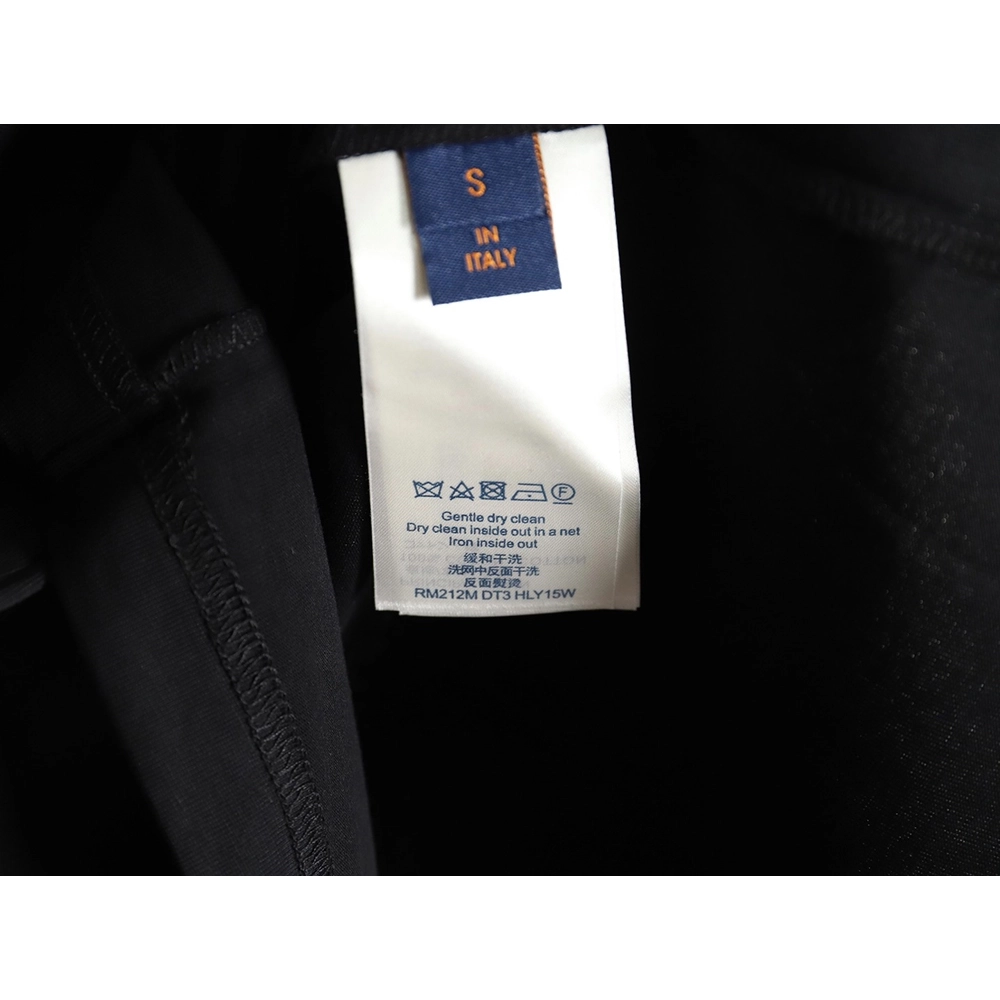 S
IN
ITALY
F
Gentle dry clean
Dry clean inside out in a net
Iron inside out
缓和干洗
洗网中反面干洗
反面熨烫
RM212M DT3 HLY15W